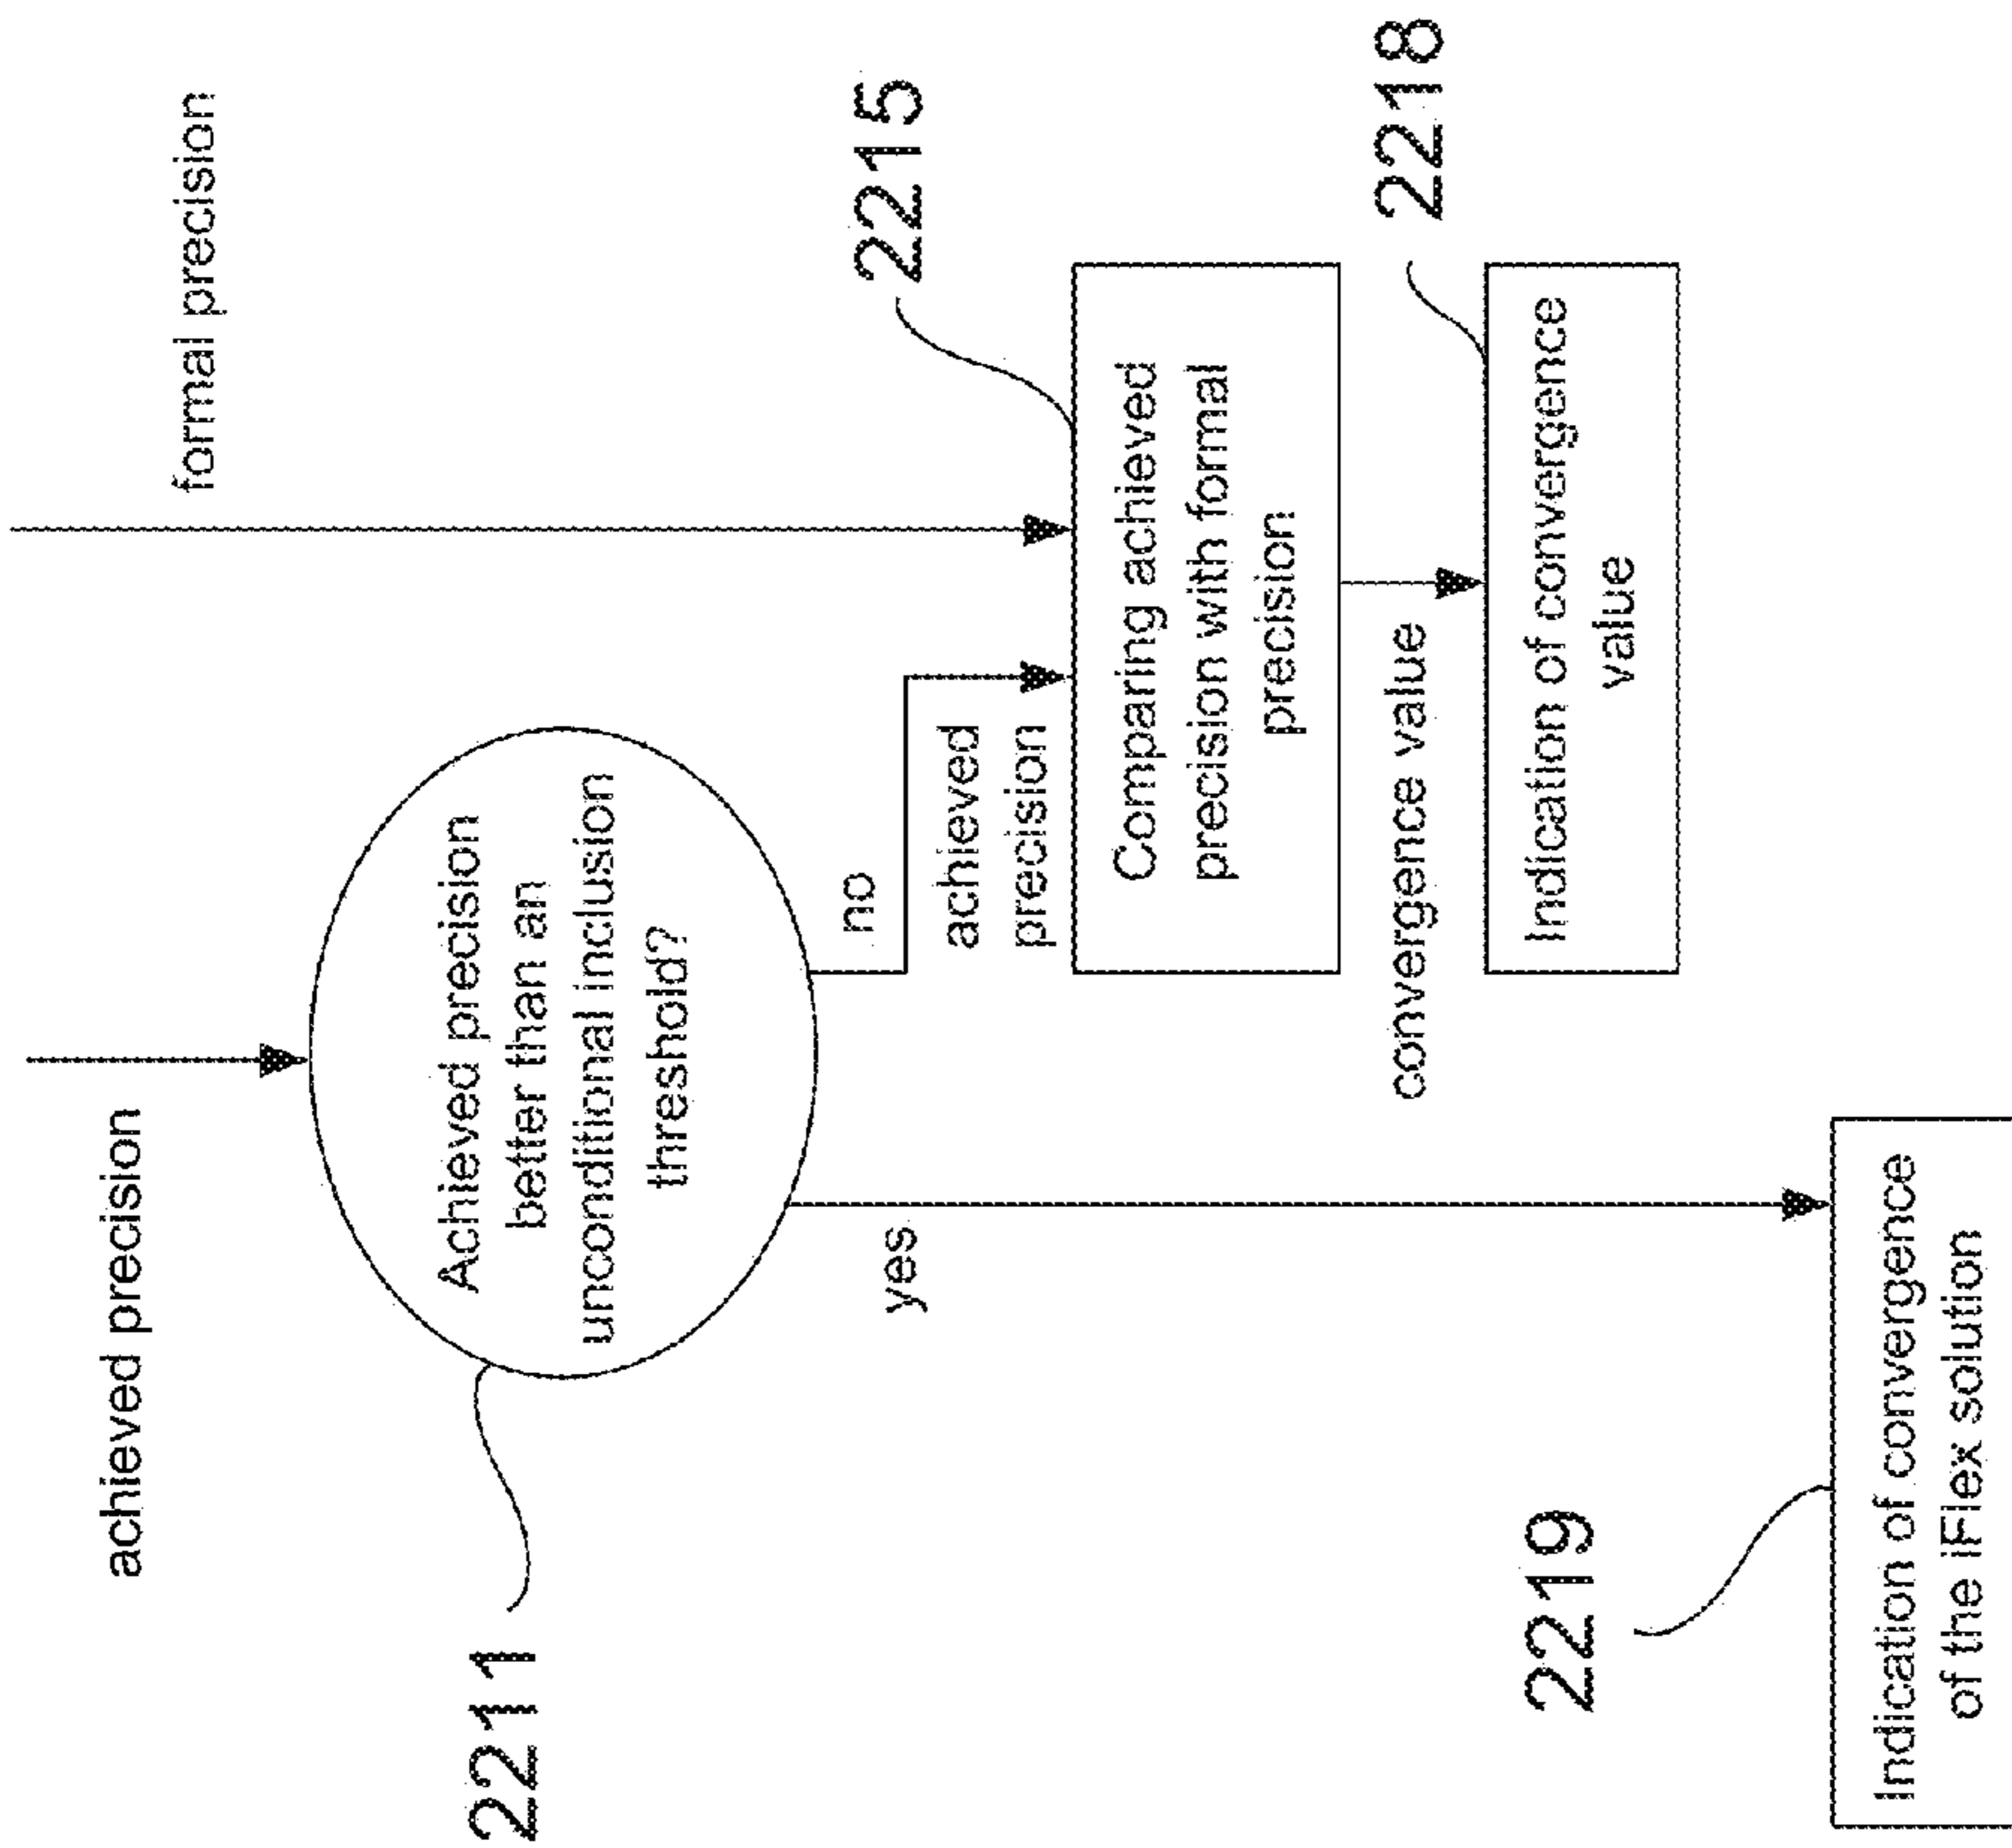 achieved precision
formal precision
2211
Achieved precision
better than an
unconditional inclusion
threshold?
yes
no
achieved
precision
2215
Comparing achieved
precision with formal
precision
convergence value
2218
Indication of convergence
value
2219
Indication of convergence
of the iFlex solution